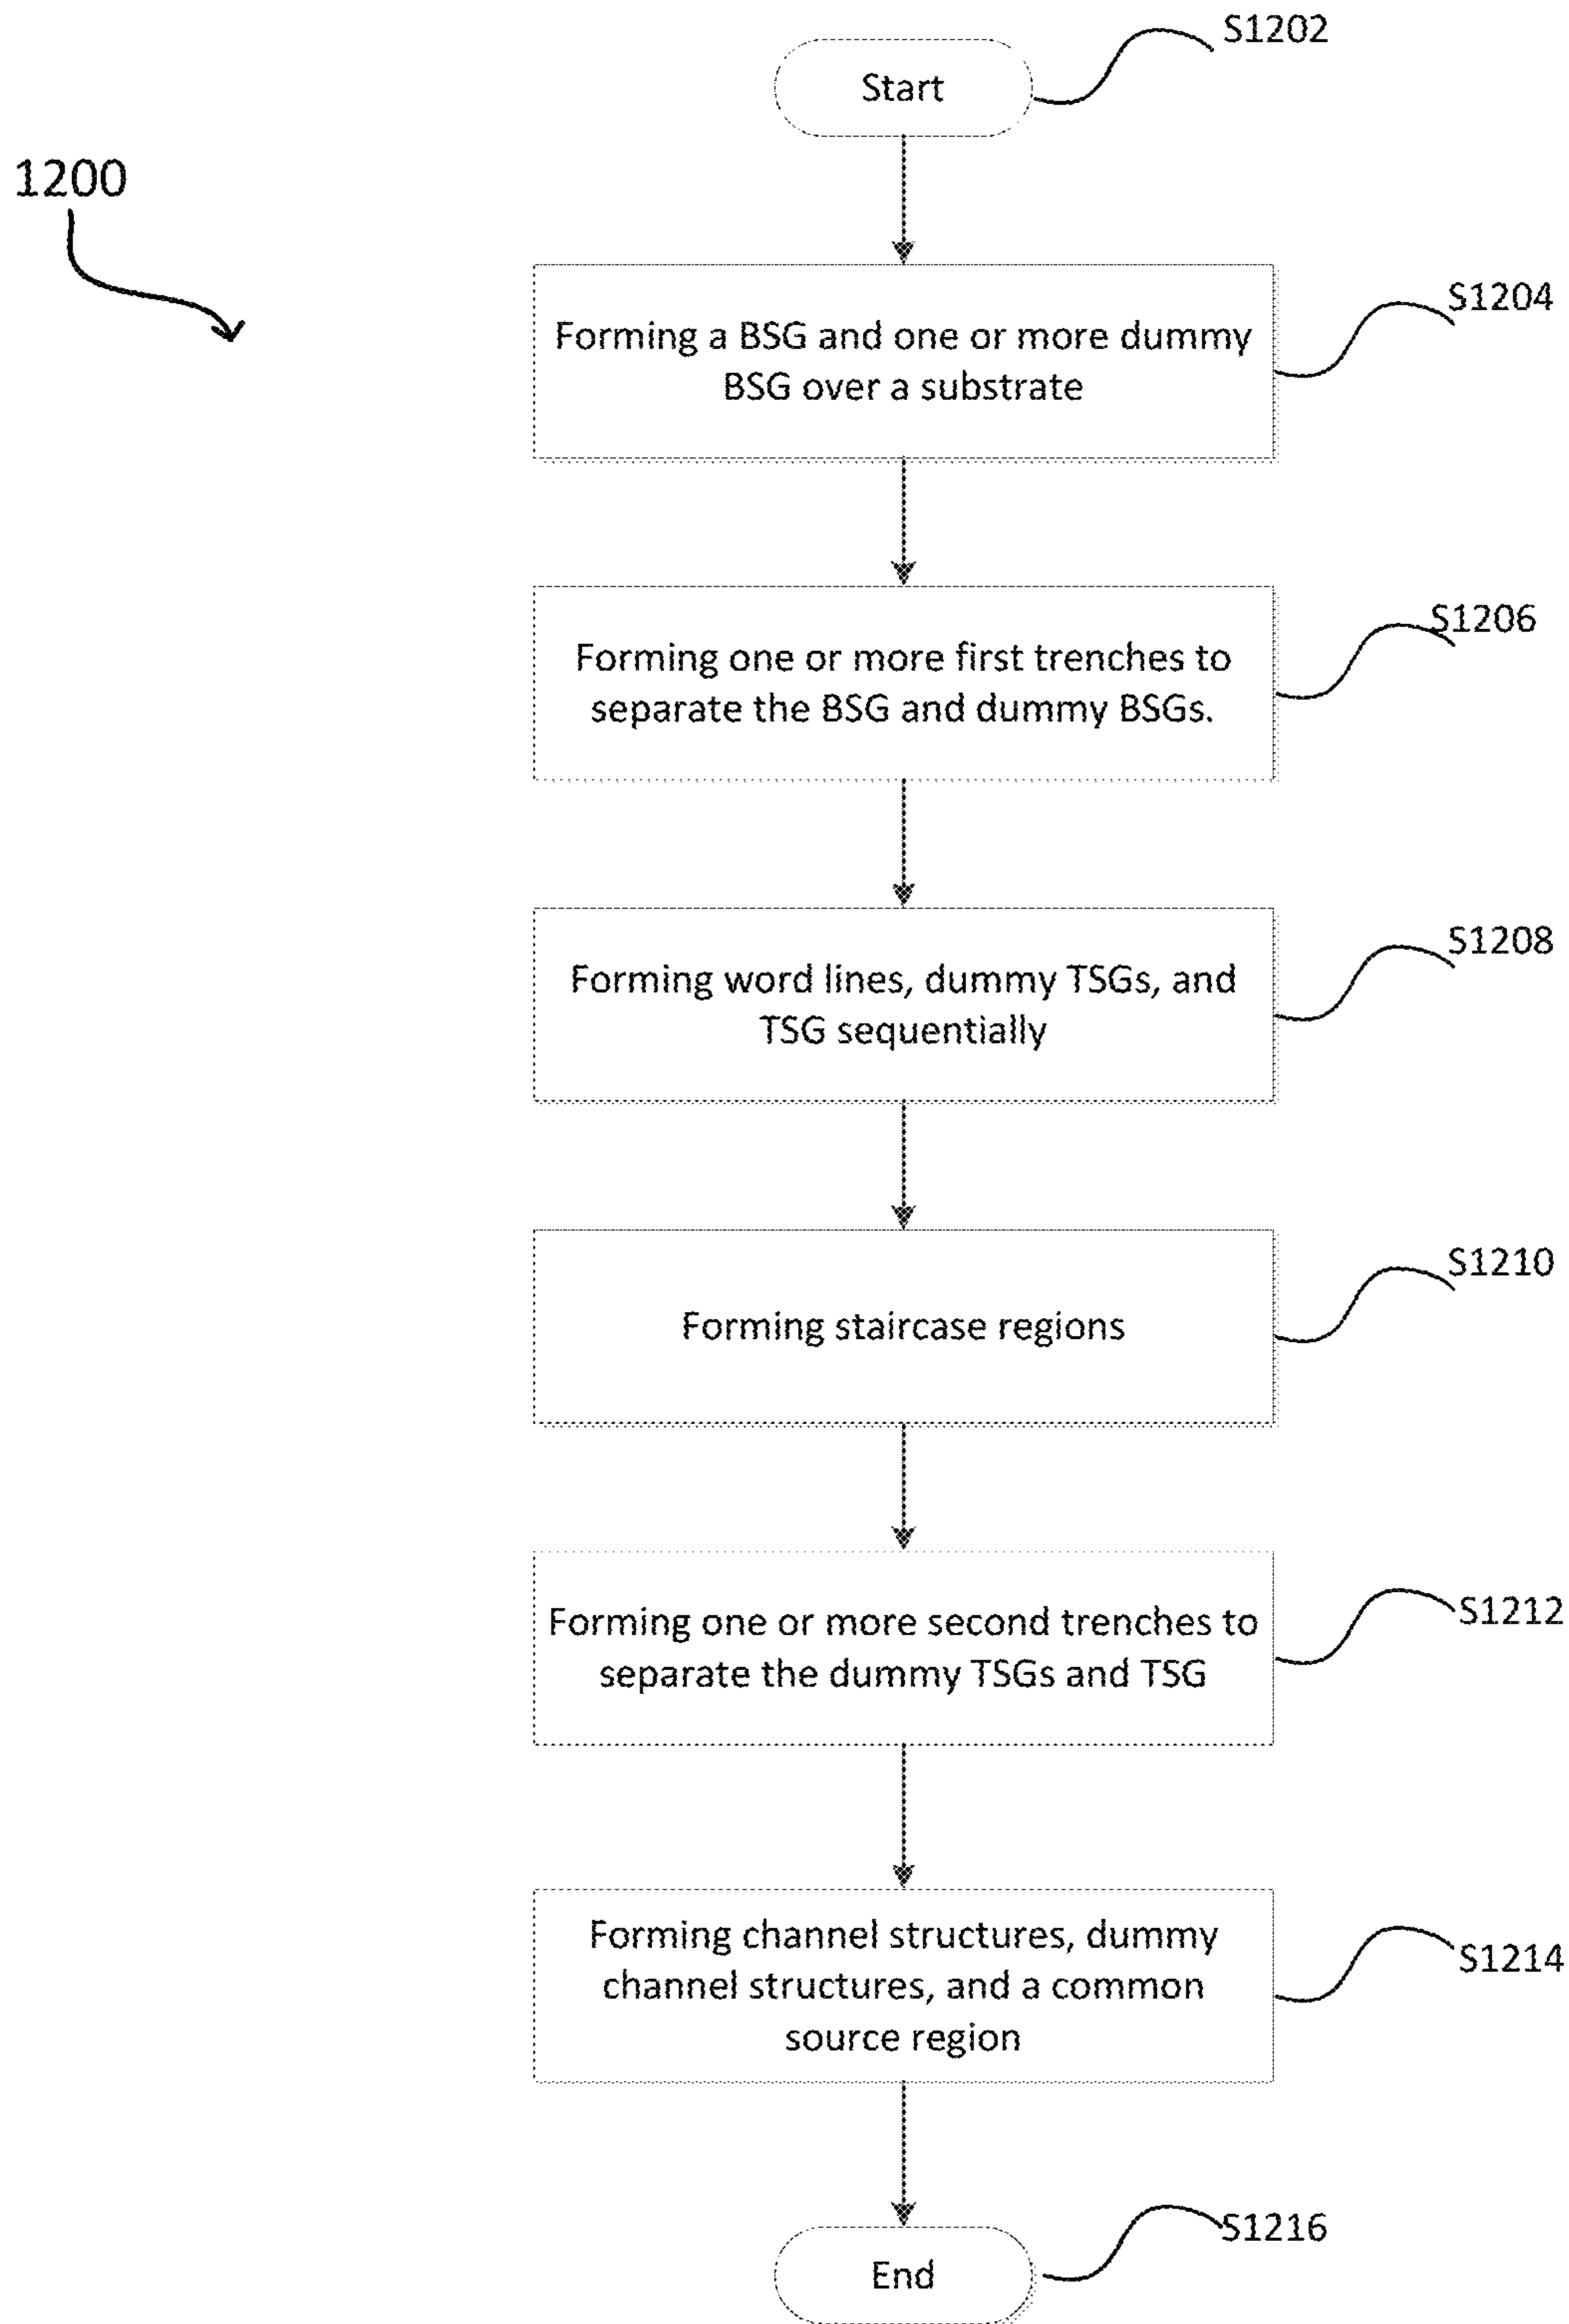 S1202
Start
1200
S1204
Forming a BSG and one or more dummy
BSG over a substrate
S1206
Forming one or more first trenches to
separate the BSG and dummy BSGs.
S1208
Forming word lines, dummy TSGs, and
TSG sequentially
S1210
Forming staircase regions
S1212
Forming one or more second trenches to
separate the dummy TSGs and TSG
Forming channel structures, dummy
S1214
channel structures, and a common
source region
S1216
End